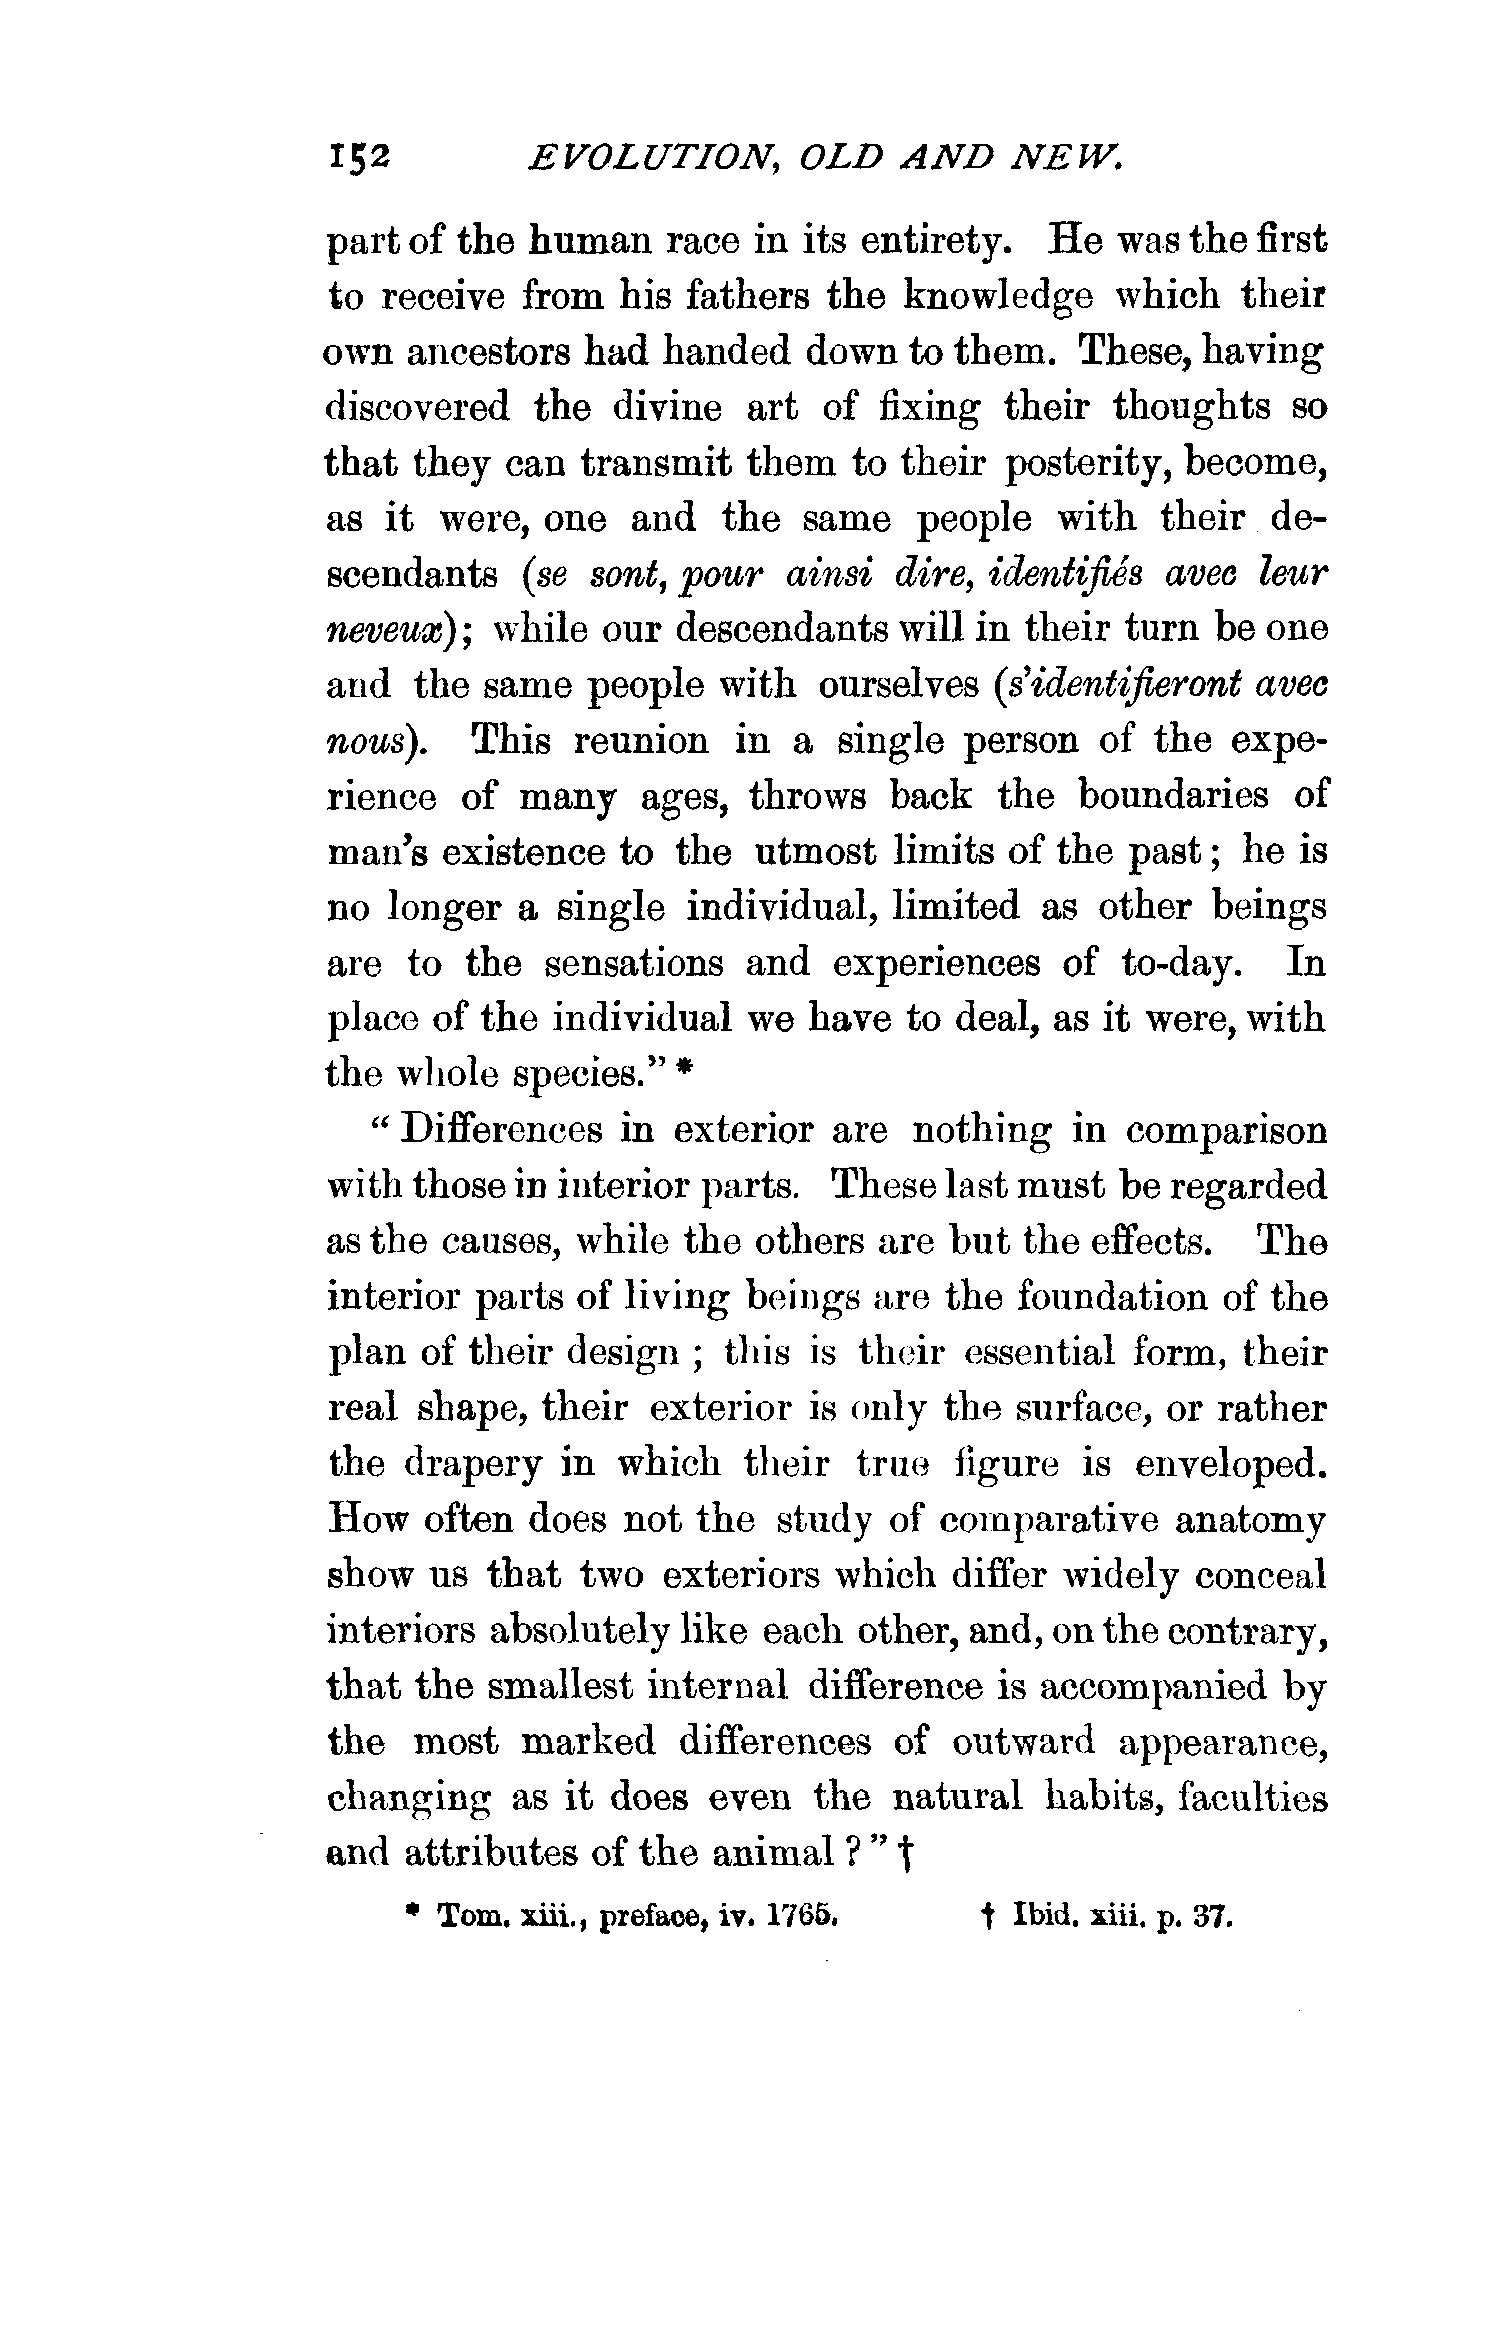 152 EVOLUTION, OLD AND NEW.
part of the human race in its entirety. He was the first
to receive from his fathers the knowledge which their
own ancestors had handed down to them. These, having
discovered the divine art of fixing their thoughts so
that they can transmit them to their posterity, become,
as it were, one and the same people with their de-
scendants (se sont, pour ainsi dire, identifiés avec leur
neveux); while our descendants will in their turn be one
and the same people with ourselves (s'identifieront avec
nous). This reunion in a single person of the expe-
rience of many ages, throws back the boundaries of
man's existence to the utmost limits of the past; he is
no longer a single individual, limited as other beings
are to the sensations and experiences of to-day. In
place of the individual we have to deal, as it were, with
the whole species." *
"Differences in exterior are nothing in comparison
with those in interior parts. These last must be regarded
as the causes, while the others are but the effects. The
interior parts of living beings are the foundation of the
plan of their design ; this is their essential form, their
real shape, their exterior is only the surface, or rather
the drapery in which their true figure is enveloped.
How often does not the study of comparative anatomy
show us that two exteriors which differ widely conceal
interiors absolutely like each other, and, on the contrary,
that the smallest internal difference is accompanied by
the most marked differences of outward appearance,
changing as it does even the natural habits, faculties
and attributes of the animal ? " †
* Tom. xiii., preface, iv. 1765. † Ibid. xiii. p. 37.